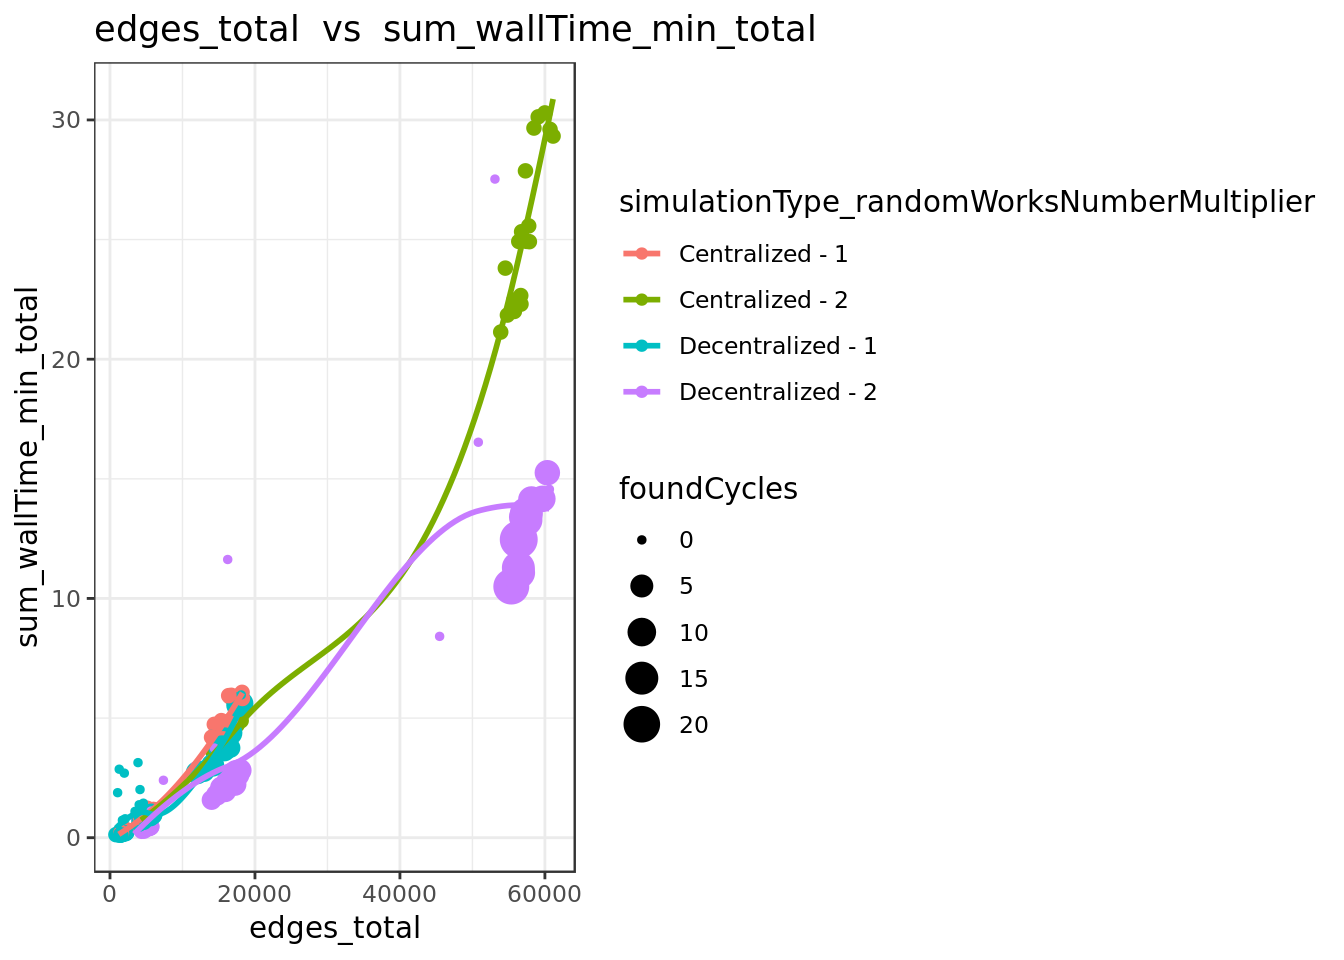 edges_total vs sum_wallTime_min_total
sum_wallTime_min_total
30
20
10
0
0
20000
40000
60000
edges_total
simulationType_randomWorksNumberMultiplier
Centralized - 1
Centralized - 2
Decentralized - 1
Decentralized - 2
foundCycles
0
5
10
15
20